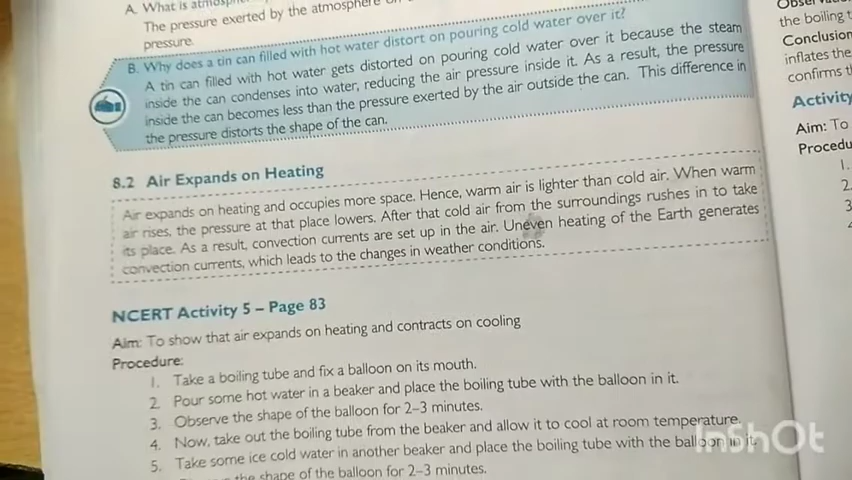 A. What is
The pressure exerted by the atmosphere
pressure.
B. Why does a tin can filled with hot water distort on pouring cold water over it?
A tin can filled with hot water gets distorted on pouring cold water over it because the steam
inside the can condenses into water, reducing the air pressure inside it. As a result, the pressure
inside the can becomes less than the pressure exerted by the air outside the can. This difference in
the pressure distorts the shape of the can.
8.2 Air Expands on Heating
Air expands on heating and occupies more space. Hence, warm air is lighter than cold air. When warm
air rises, the pressure at that place lowers. After that cold air from the surroundings rushes in to take
its place. As a result, convection currents are set up in the air. Uneven heating of the Earth generates
convection currents, which leads to the changes in weather conditions.
NCERT Activity 5 – Page 83
Aim: To show that air expands on heating and contracts on cooling
Procedure:
1. Take a boiling tube and fix a balloon on its mouth.
2. Pour some hot water in a beaker and place the boiling tube with the balloon in it.
3. Observe the shape of the balloon for 2–3 minutes.
4. Now, take out the boiling tube from the beaker and allow it to cool at room temperature.
5. Take some ice cold water in another beaker and place the boiling tube with the balloon in it.
the shape of the balloon for 2–3 minutes.
the boiling
Conclusion
inflates the
confirms
Activity
Aim: To
Procedu
1.
2.
3
InShOt